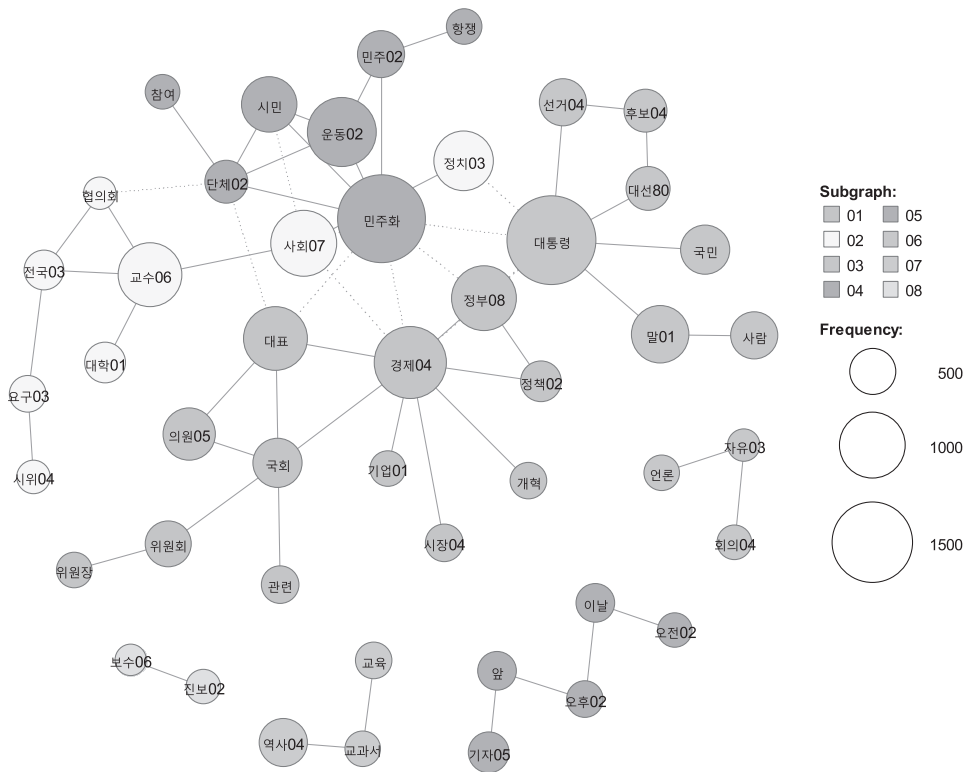 항쟁
민주02
참여
시민
운동02
선거04
후보04
정치03
단체02
협의회
대선80
민주화
사회07
대통령
국민
전국03
교수06
정부08
대표
말01
사람
대학01
경제04
요구03
정책02
의원05
국회
기업01
개혁
시위04
자유03
언론
위원회
시장04
회의04
위원장
관련
이날
오전02
보수06
진보02
교육
앞
오후02
역사04
교과서
기자05
Subgraph:
01 05
02 06
03 07
04 08
Frequency:
500
1000
1500